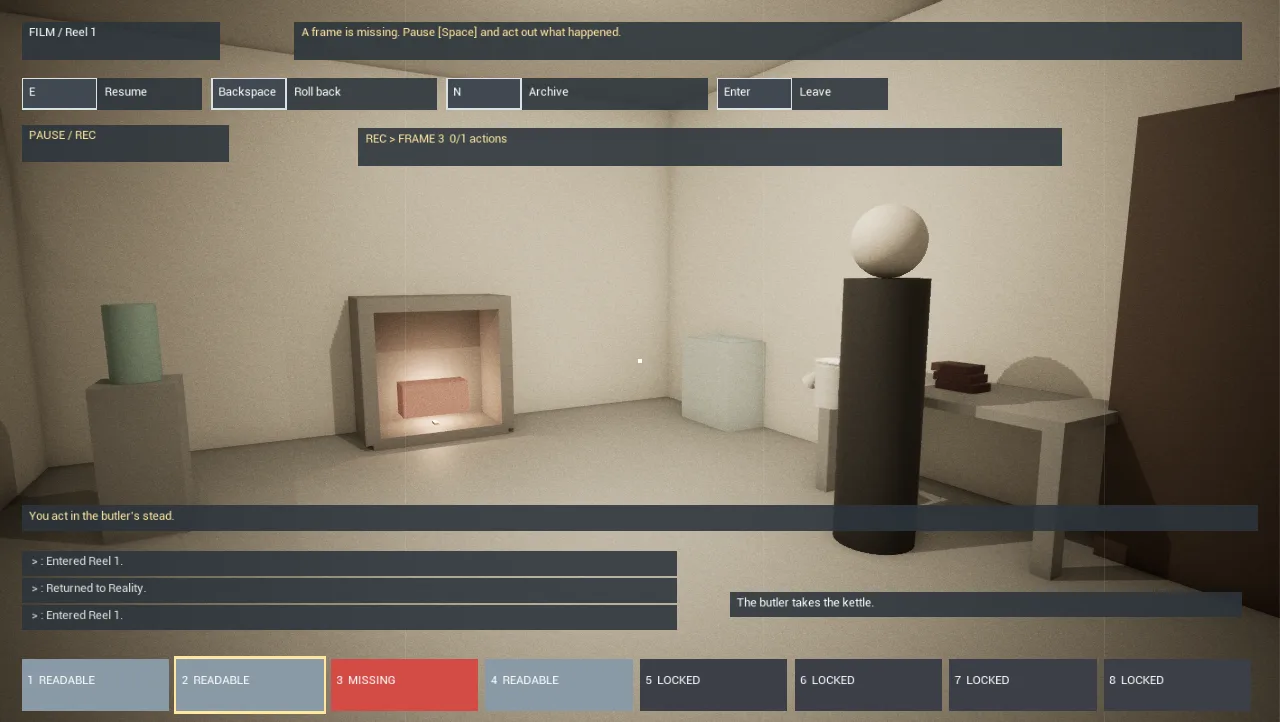 FILM / Reel 1
A frame is missing. Pause [Space] and act out what happened.
E Resume Backspace Roll back N Archive Enter Leave
PAUSE / REC
REC > FRAME 3 0/1 actions
You act in the butler's stead.
> : Entered Reel 1.
> : Returned to Reality.
> : Entered Reel 1.
The butler takes the kettle.
1 READABLE 2 READABLE 3 MISSING 4 READABLE 5 LOCKED 6 LOCKED 7 LOCKED 8 LOCKED